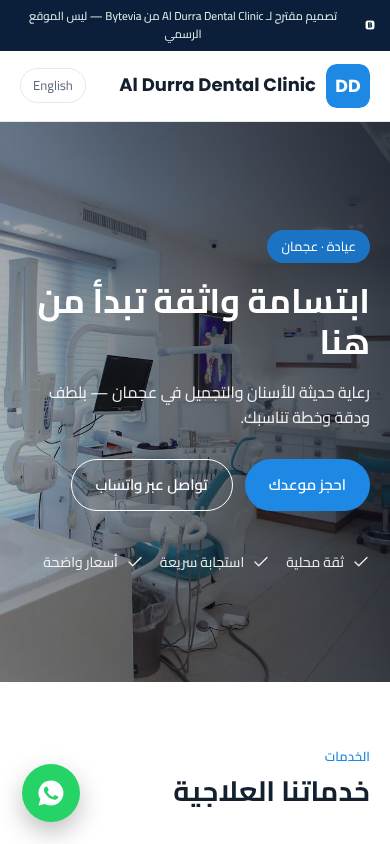 تصميم مقترح لـ Al Durra Dental Clinic من Bytevia — ليس الموقع
الرسمي
B
DD
Al Durra Dental Clinic
English
عيادة · عجمان
ابتسامة واثقة تبدأ من
هنا
رعاية حديثة للأسنان والتجميل في عجمان — بلطف
ودقة وخطة تناسبك.
احجز موعدك
تواصل عبر واتساب
ثقة محلية
استجابة سريعة
أسعار واضحة
الخدمات
خدماتنا العلاجية